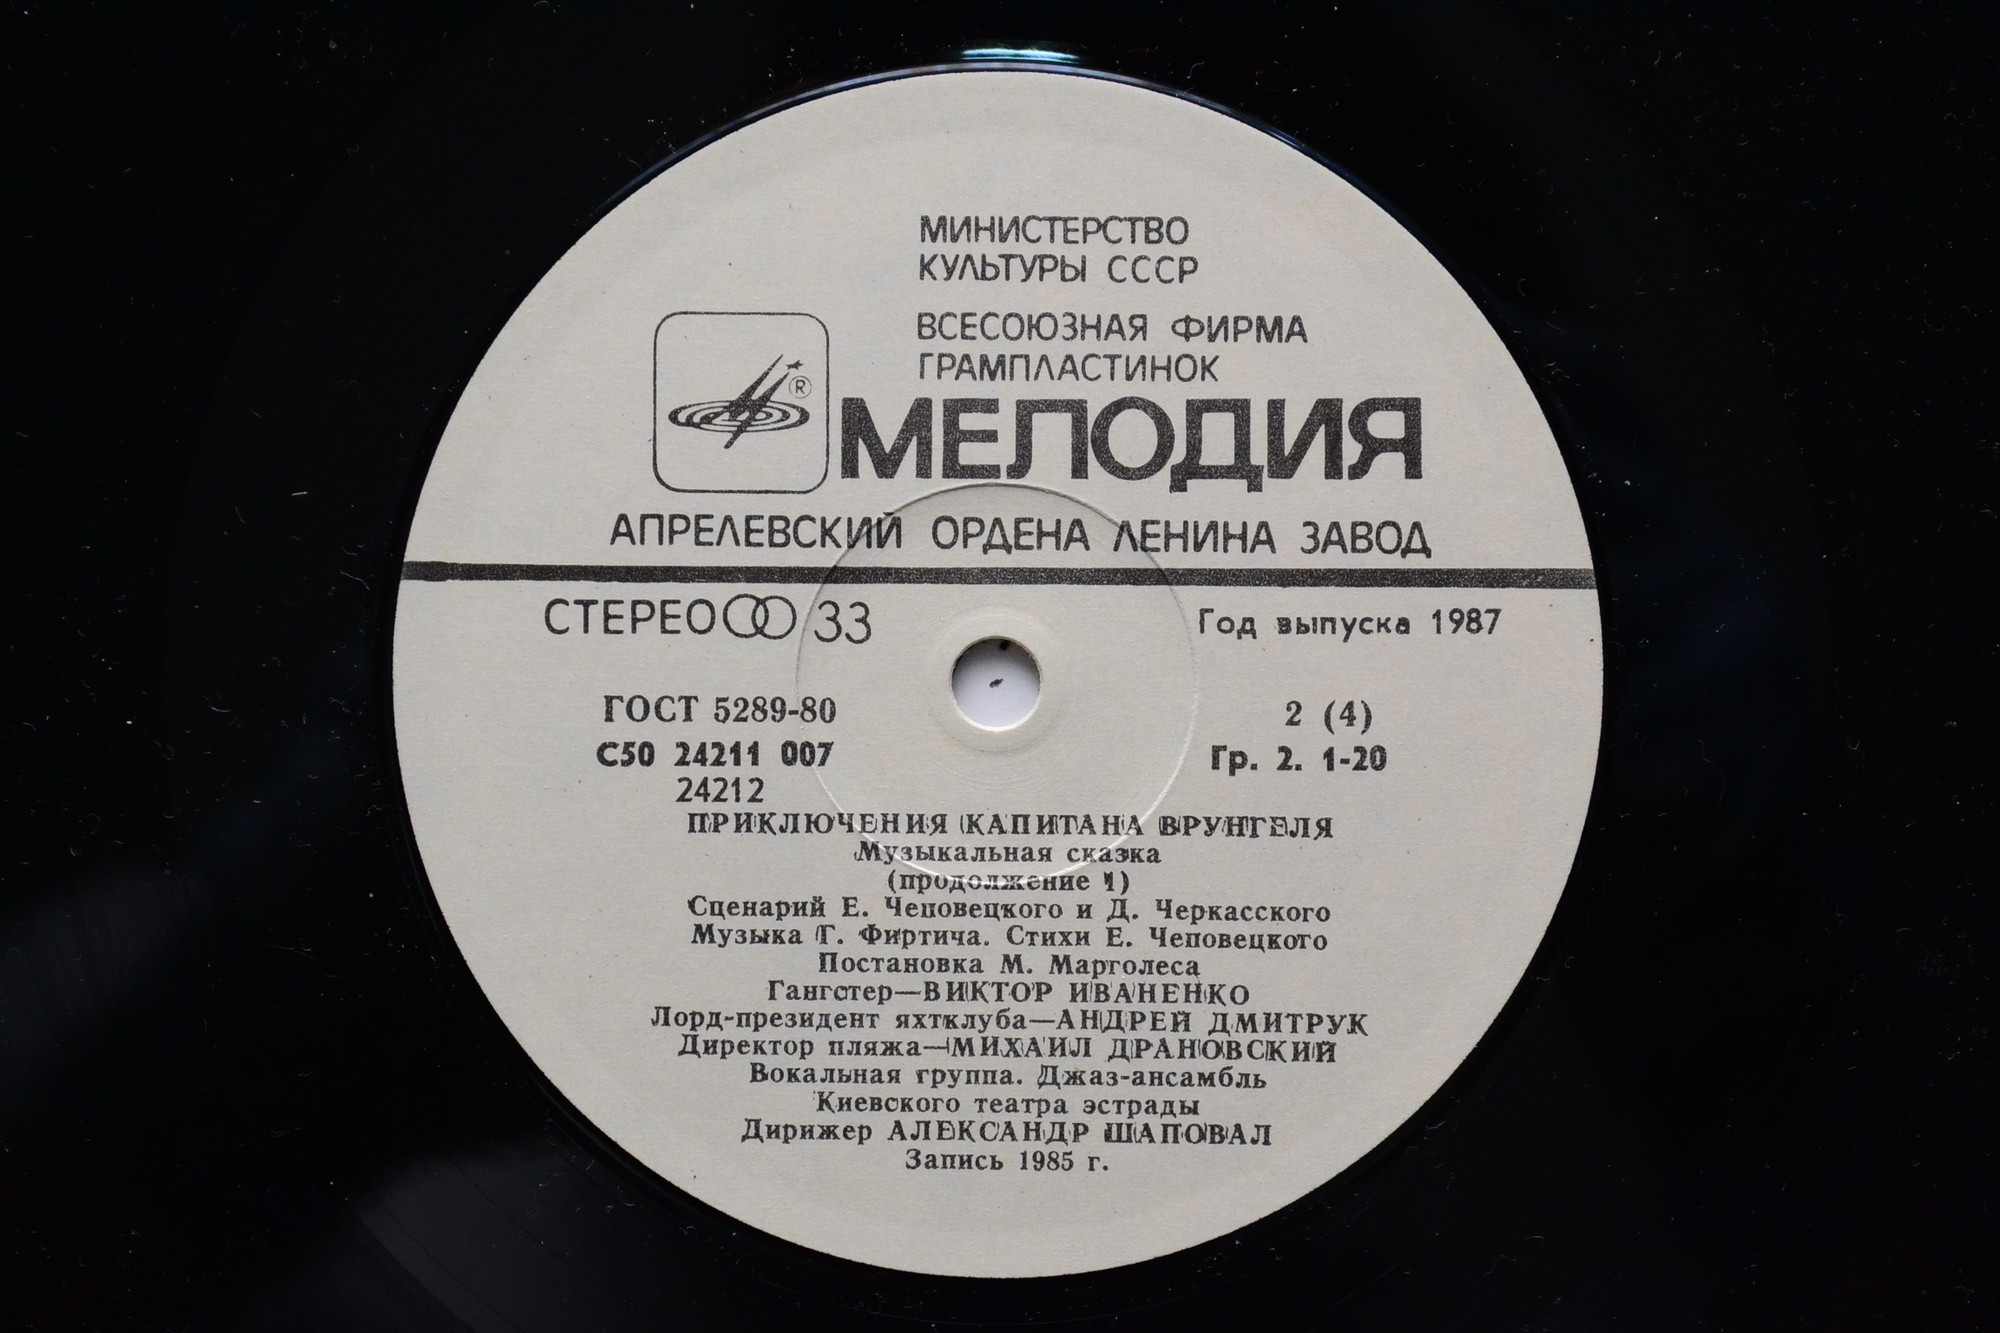 МИНИСТЕРСТВО
КУЛЬТУРЫ СССР
ВСЕСОЮЗНАЯ ФИРМА
ГРАМПЛАСТИНОК
®
МЕЛОДИЯ
АПРЕЛЕВСКИЙ ОРДЕНА ЛЕНИНА ЗАВОД
СТЕРЕО 33
Год выпуска 1987
ГОСТ 5289-80
2 (4)
С50 24211 007
Гр. 2. 1-20
24212
ПРИКЛЮЧЕНИЯ КАПИТАНА ВРУНГЕЛЯ
Музыкальная сказка
(продолжение 1)
Сценарий Е. Чеповецкого и Д. Черкасского
Музыка Г. Фиртича. Стихи Е. Чеповецкого
Постановка М. Марголеса
Гангстер—ВИКТОР ИВАНЕНКО
Лорд-президент яхтклуба—АНДРЕЙ ДМИТРУК
Директор пляжа—МИХАИЛ ДРАНОВСКИЙ
Вокальная группа. Джаз-ансамбль
Киевского театра эстрады
Дирижер АЛЕКСАНДР ШАПОВАЛ
Запись 1985 г.